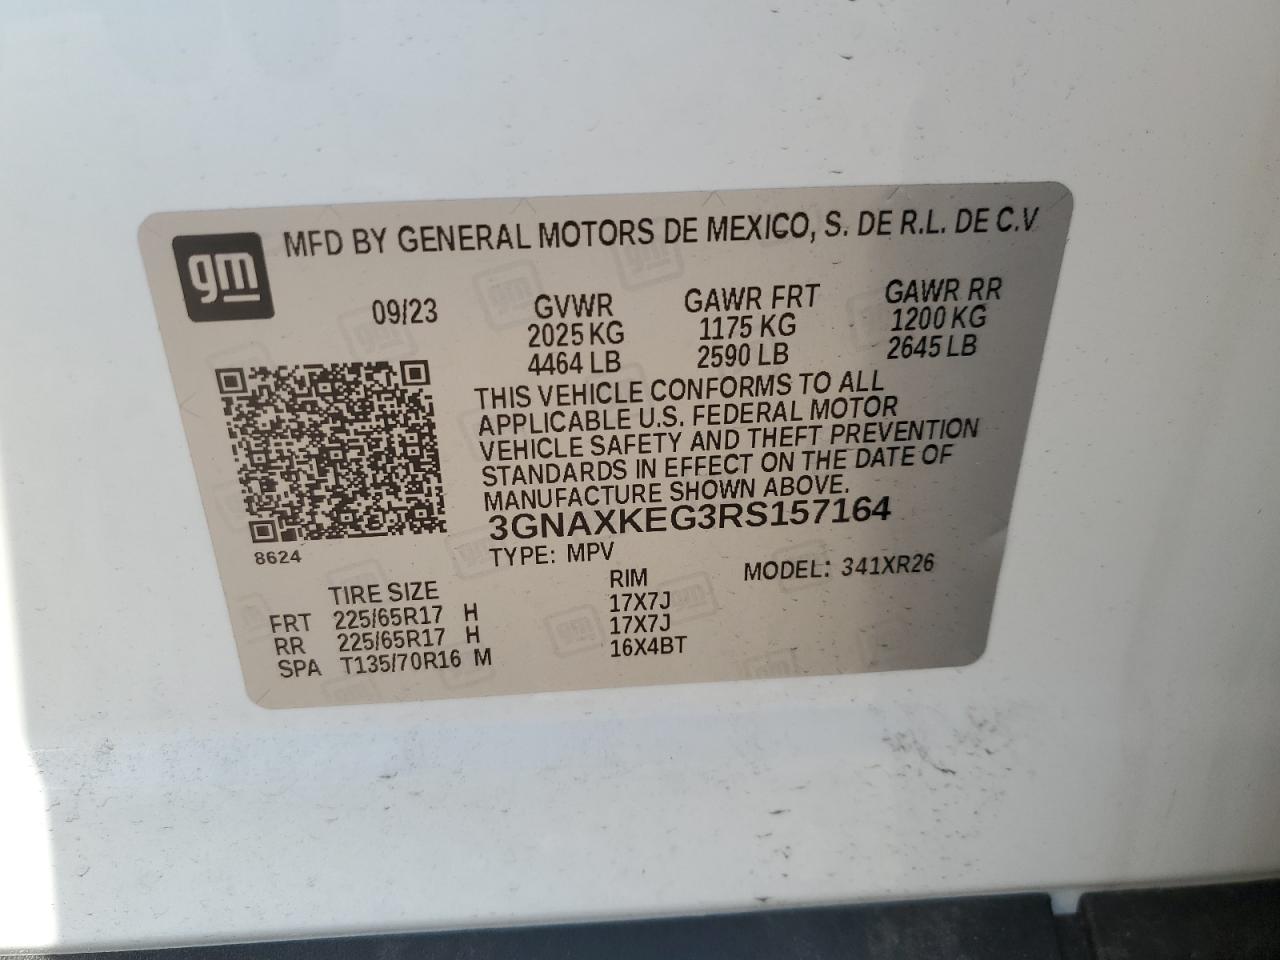 gm
MFD BY GENERAL MOTORS DE MEXICO, S. DE R.L. DE C.V
09/23
GVWR GAWR FRT GAWR RR
2025 KG 1175 KG 1200 KG
4464 LB 2590 LB 2645 LB
THIS VEHICLE CONFORMS TO ALL
APPLICABLE U.S. FEDERAL MOTOR
VEHICLE SAFETY AND THEFT PREVENTION
STANDARDS IN EFFECT ON THE DATE OF
MANUFACTURE SHOWN ABOVE.
3GNAXKEG3RS157164
8624
TYPE: MPV MODEL: 341XR26
TIRE SIZE RIM
FRT 225/65R17 H 17X7J
RR 225/65R17 H 17X7J
SPA T135/70R16 M 16X4BT